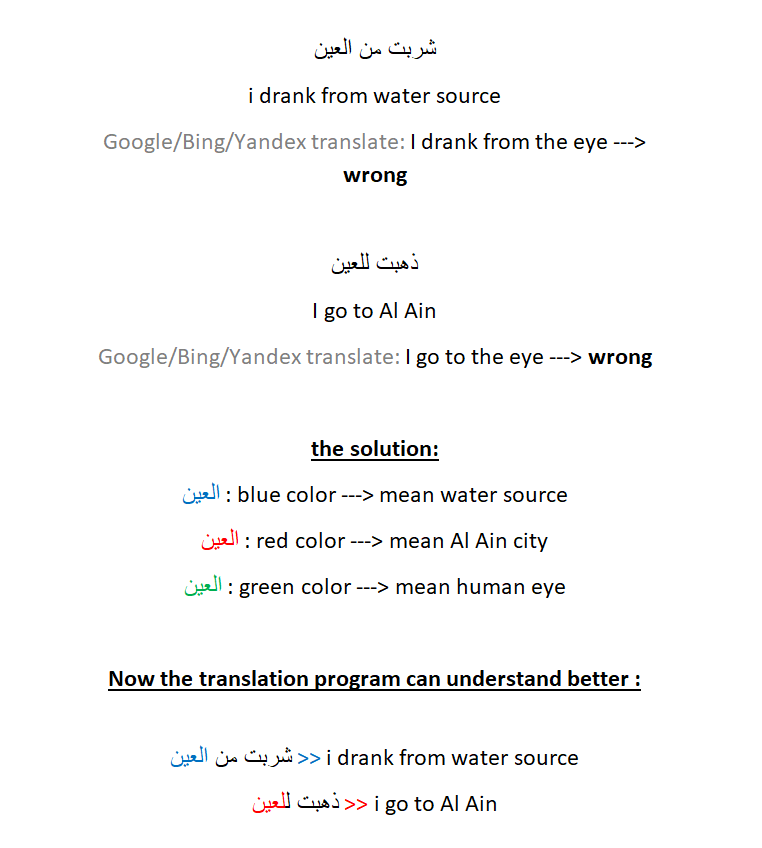 شربت من العين
i drank from water source
Google/Bing/Yandex translate: I drank from the eye --->
wrong
ذهبت للعين
I go to Al Ain
Google/Bing/Yandex translate: I go to the eye ---> wrong
the solution:
العين : blue color ---> mean water source
العين : red color ---> mean Al Ain city
العين : green color ---> mean human eye
Now the translation program can understand better :
شربت من العين >> i drank from water source
ذهبت للعين >> i go to Al Ain